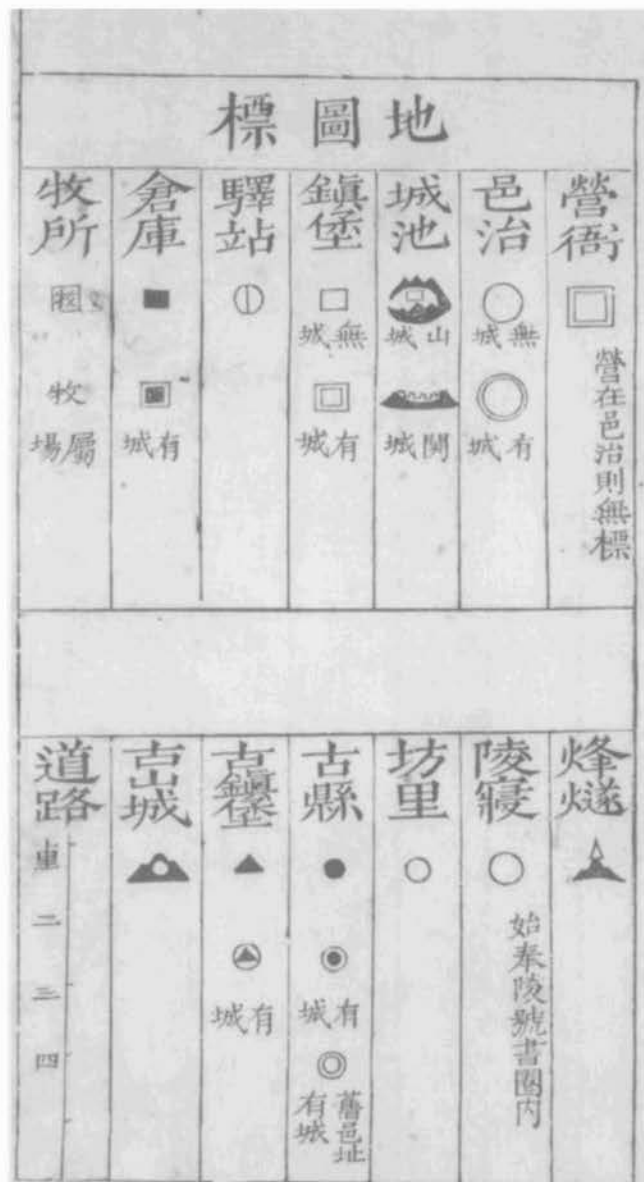 地圖標
營衙
營在邑治則無標
邑治
無城
有城
城池
山城
關城
鎭堡
無城
有城
驛站
倉庫
有城
牧所
牧
屬場
烽燧
陵寢
始奉陵號書圈內
坊里
古縣
有城
舊邑址
有城
古鎭堡
有城
古山城
道路
二
三
四